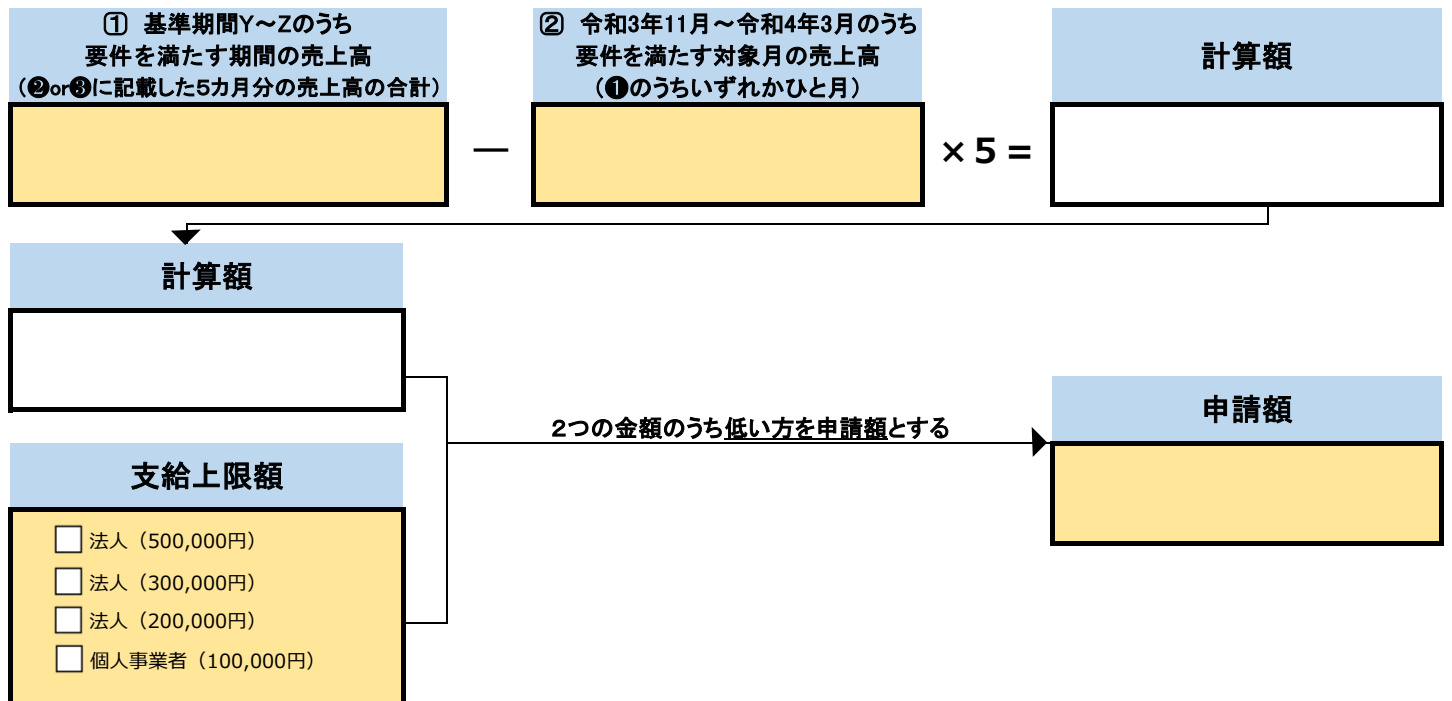 ① 基準期間Y～Zのうち
要件を満たす期間の売上高
（❷or❸に記載した5カ月分の売上高の合計）
―
② 令和3年11月～令和4年3月のうち
要件を満たす対象月の売上高
（❶のうちいずれかひと月）
×5＝
計算額
計算額
支給上限額
法人（500,000円）
法人（300,000円）
法人（200,000円）
個人事業者（100,000円）
2つの金額のうち低い方を申請額とする
申請額